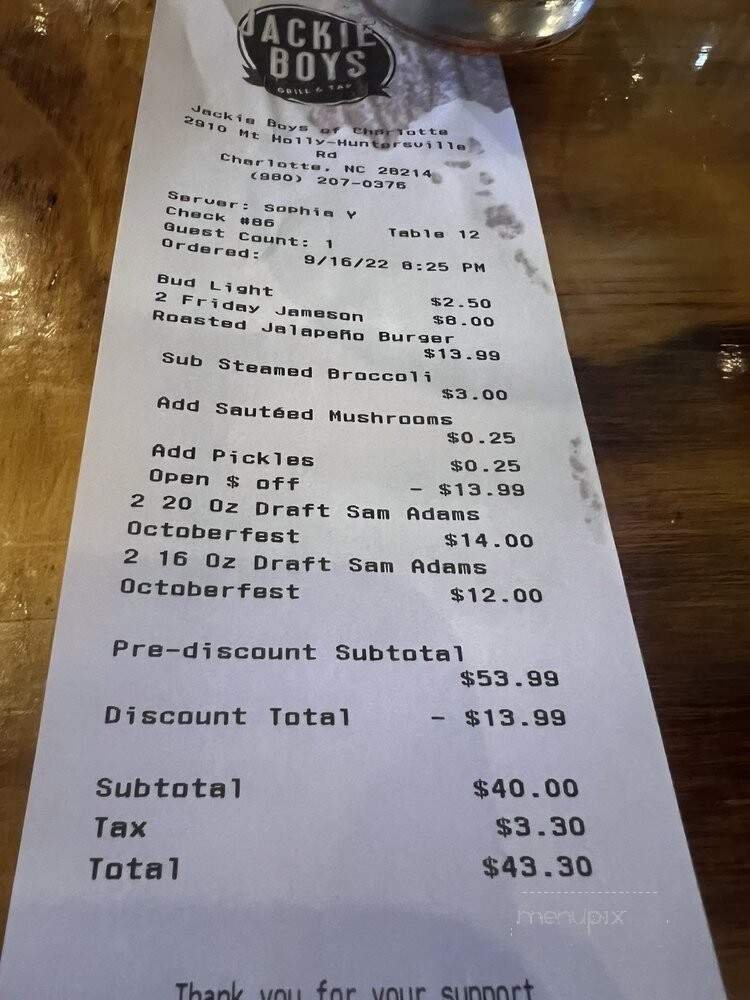 JACKIE
BOYS
GRILL & TAP
Jackie Boys of Charlotte
2910 Mt Holly-Huntersville
Rd
Charlotte, NC 28214
(980) 207-0376
Server: Sophia Y
Check #86 Table 12
Guest Count: 1
Ordered: 9/16/22 8:25 PM
Bud Light $2.50
2 Friday Jameson $8.00
Roasted Jalapeño Burger
$13.99
Sub Steamed Broccoli
$3.00
Add Sautéed Mushrooms
$0.25
Add Pickles $0.25
Open $ off - $13.99
2 20 Oz Draft Sam Adams
Octoberfest $14.00
2 16 Oz Draft Sam Adams
Octoberfest $12.00
Pre-discount Subtotal
$53.99
Discount Total - $13.99
Subtotal $40.00
Tax $3.30
Total $43.30
menupix
Thank you for your support